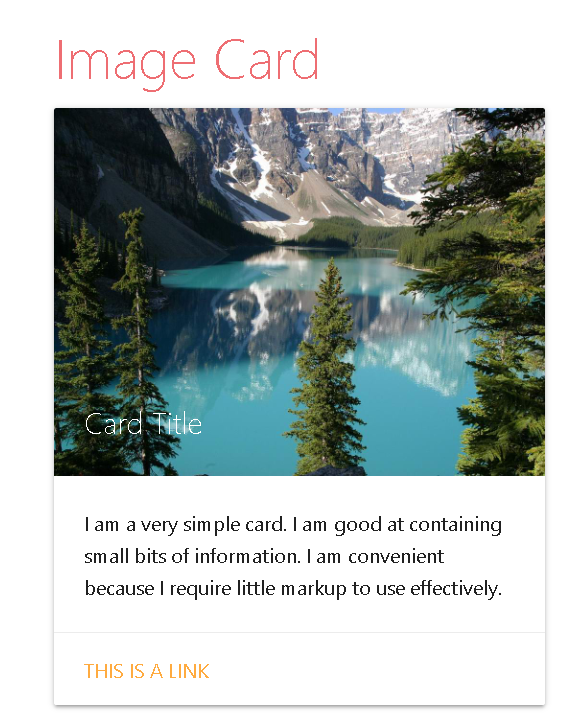 Image Card
Card Title
I am a very simple card. I am good at containing
small bits of information. I am convenient
because I require little markup to use effectively.
THIS IS A LINK